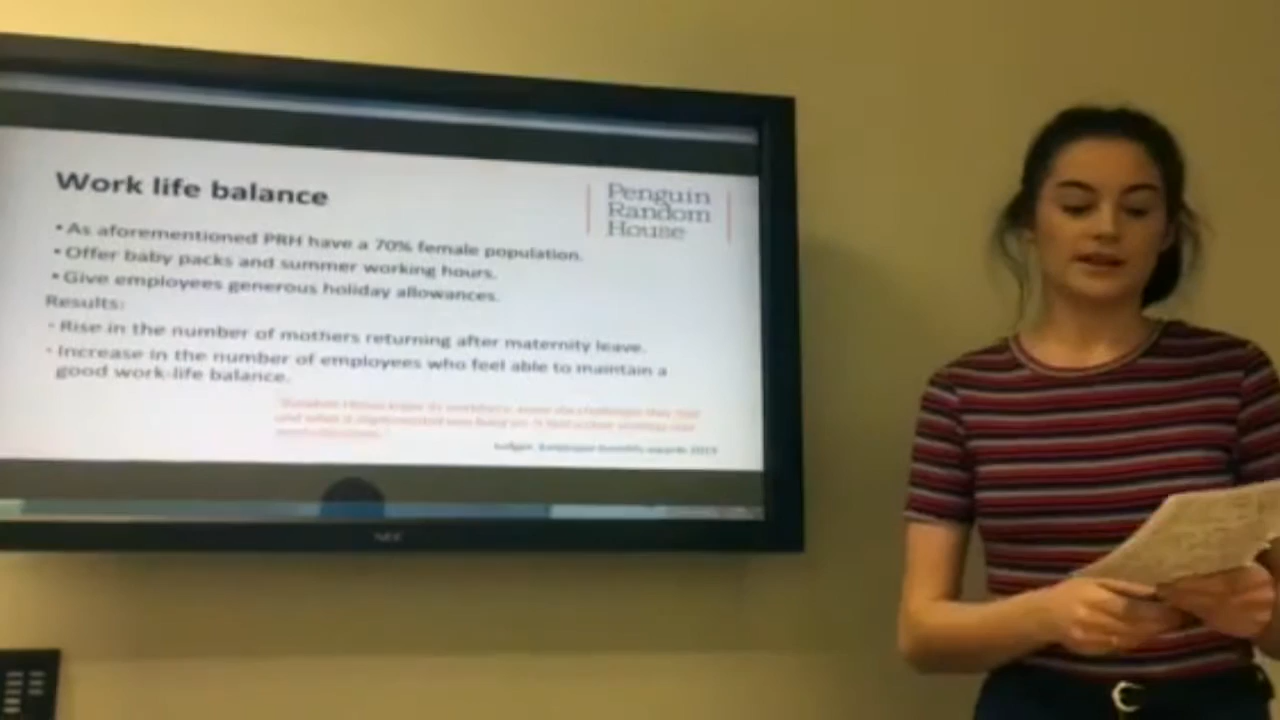 Work life balance
Penguin
Random
House
• As aforementioned PRH have a 70% female population.
• Offer baby packs and summer working hours.
• Give employees generous holiday allowances.
Results:
• Rise in the number of mothers returning after maternity leave.
• Increase in the number of employees who feel able to maintain a
good work-life balance.
NEC